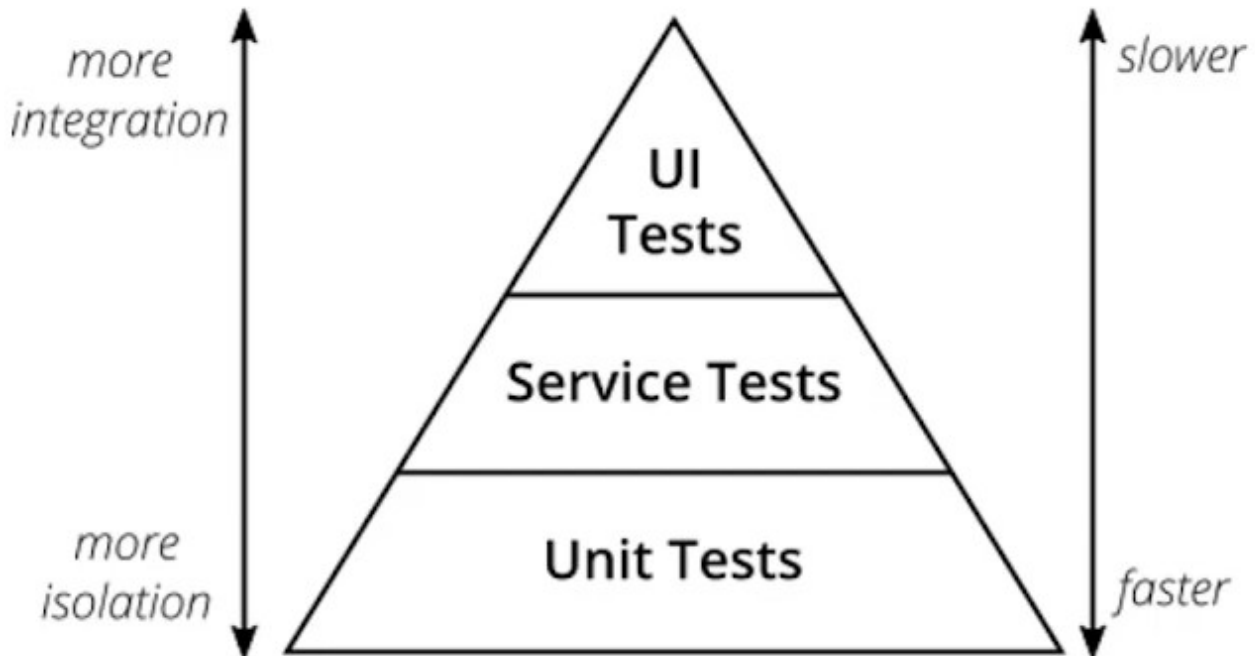 more
integration
slower
UI
Tests
Service Tests
Unit Tests
more
isolation
faster